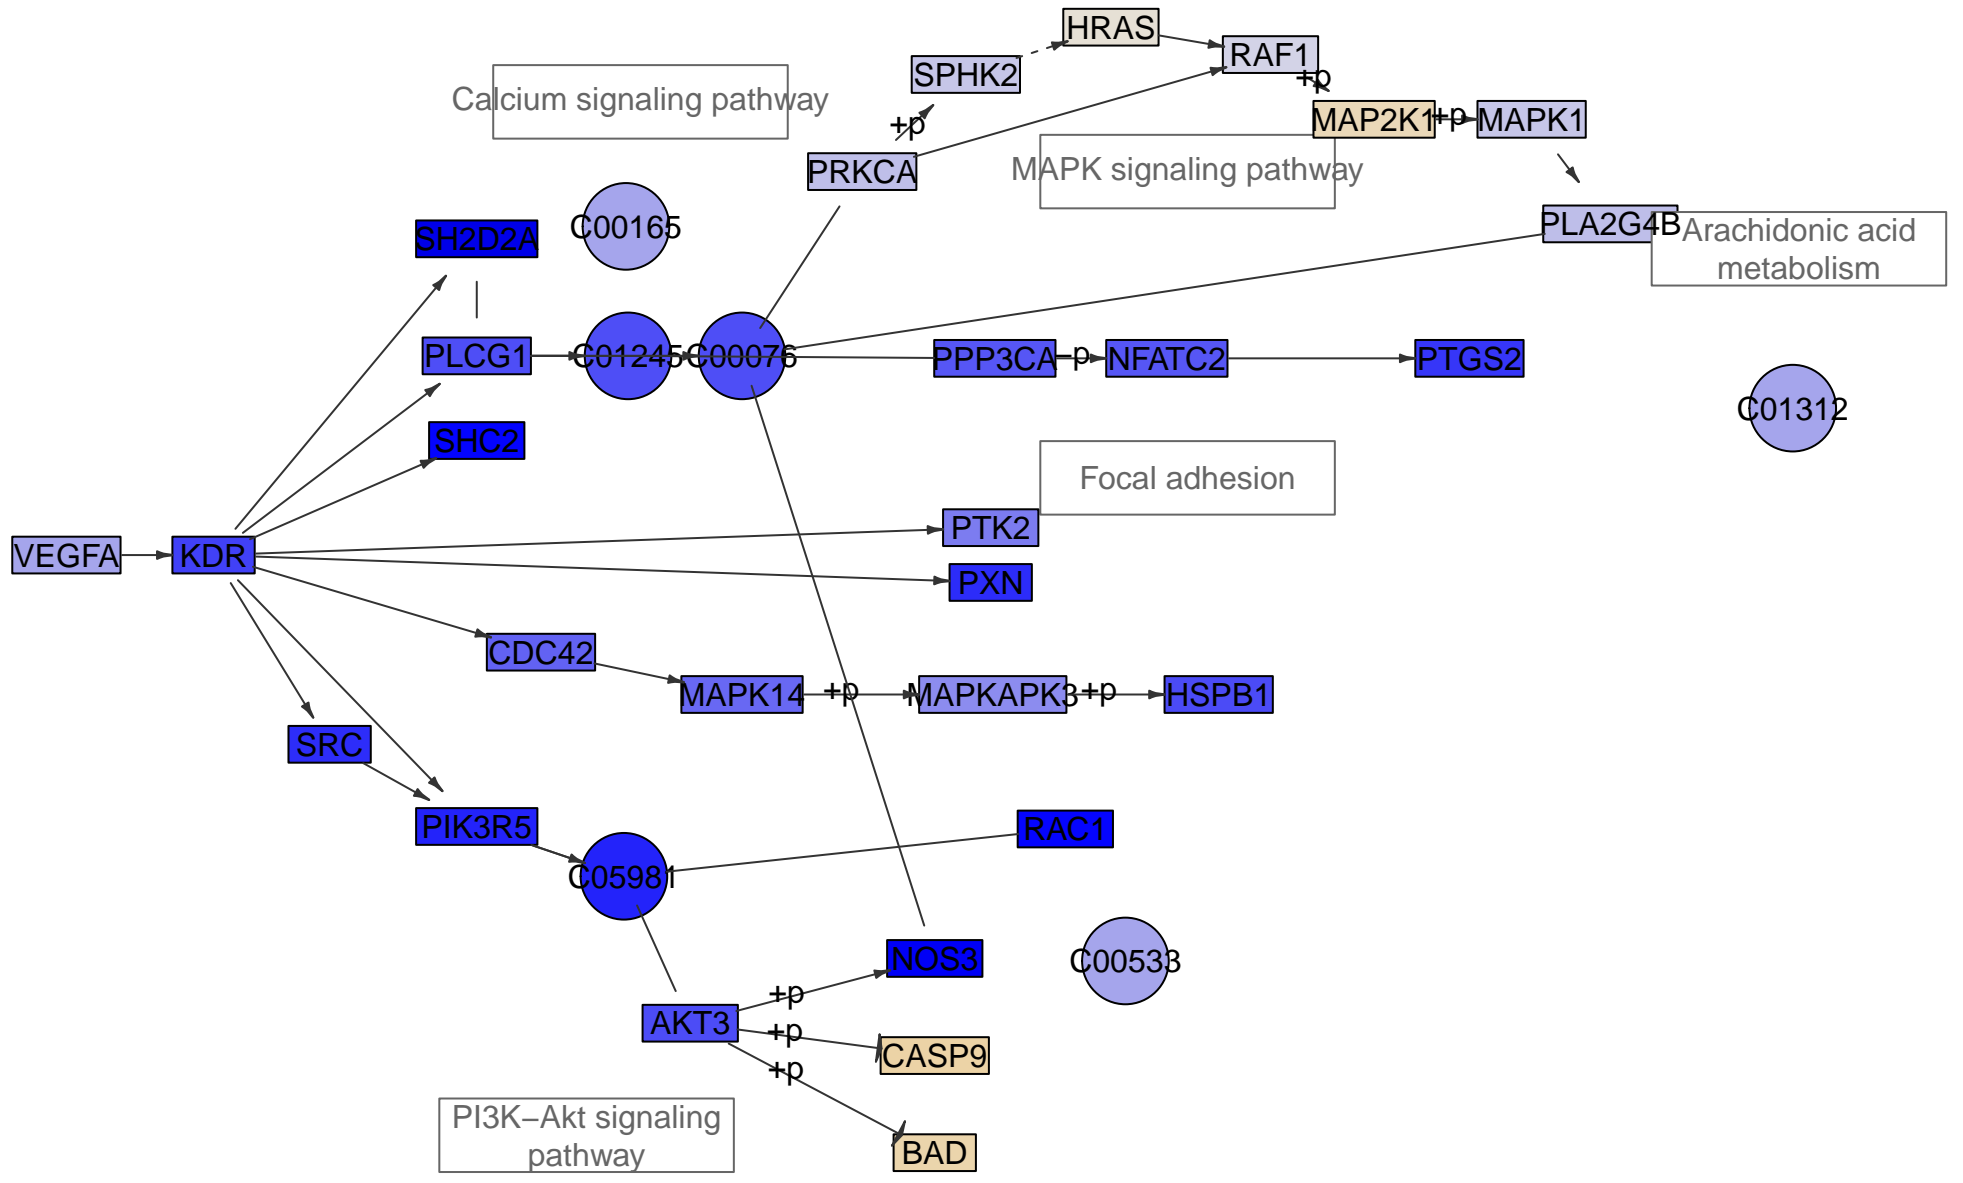 HRAS
RAF1
+p
SPHK2
Calcium signaling pathway
+p
MAP2K1
+p
MAPK1
PRKCA
MAPK signaling pathway
C00165
SH2D2A
PLA2G4B
Arachidonic acid
metabolism
PLCG1
C01245
C00076
PPP3CA
−p
NFATC2
PTGS2
C01312
SHC2
Focal adhesion
PTK2
VEGFA
KDR
PXN
CDC42
MAPK14
+p
MAPKAPK3
+p
HSPB1
SRC
PIK3R5
RAC1
C05981
NOS3
C00533
+p
AKT3
+p
CASP9
+p
PI3K−Akt signaling
pathway
BAD